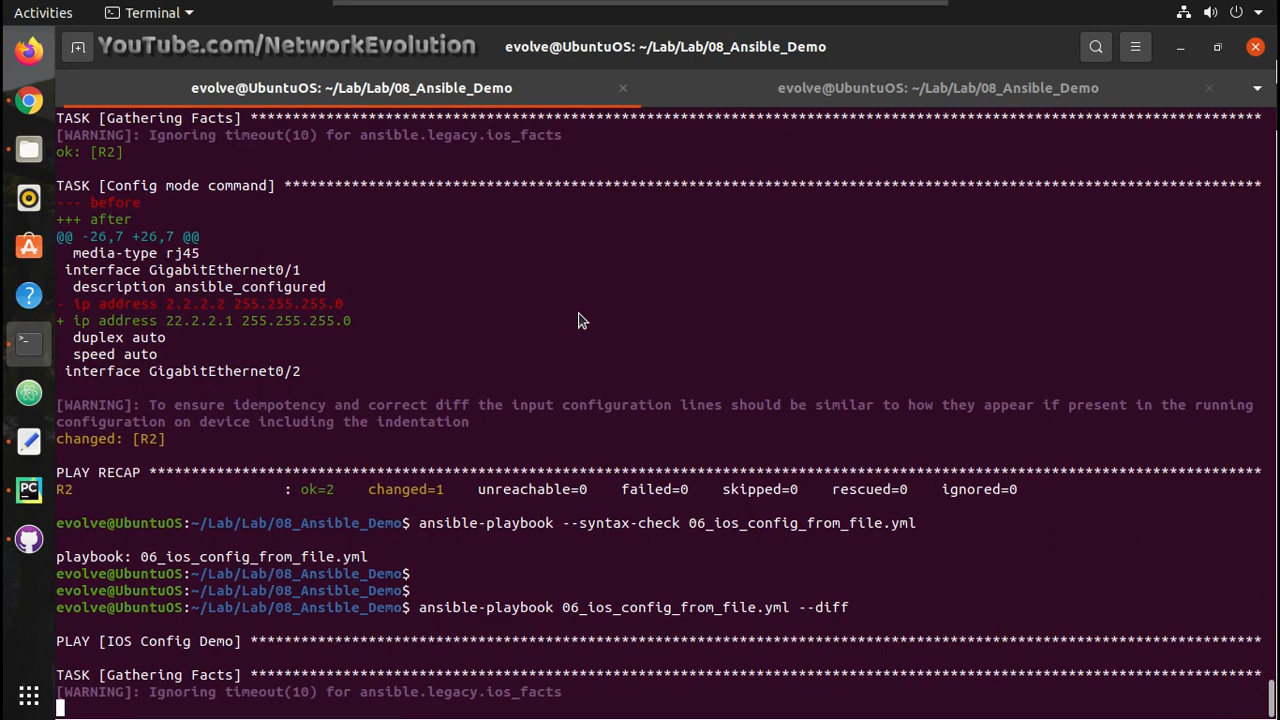 Activities
Terminal
YouTube.com/NetworkEvolution
evolve@UbuntuOS: ~/Lab/Lab/08_Ansible_Demo
evolve@UbuntuOS: ~/Lab/Lab/08_Ansible_Demo
evolve@UbuntuOS: ~/Lab/Lab/08_Ansible_Demo
TASK [Gathering Facts] ************************************************************************************************************************
[WARNING]: Ignoring timeout(10) for ansible.legacy.ios_facts
ok: [R2]
TASK [Config mode command] ********************************************************************************************************************
--- before
+++ after
@@ -26,7 +26,7 @@
media-type rj45
interface GigabitEthernet0/1
description ansible_configured
- ip address 2.2.2.2 255.255.255.0
+ ip address 22.2.2.1 255.255.255.0
duplex auto
speed auto
interface GigabitEthernet0/2
[WARNING]: To ensure idempotency and correct diff the input configuration lines should be similar to how they appear if present in the running
configuration on device including the indentation
changed: [R2]
PLAY RECAP ************************************************************************************************************************************
R2 : ok=2 changed=1 unreachable=0 failed=0 skipped=0 rescued=0 ignored=0
evolve@UbuntuOS:~/Lab/Lab/08_Ansible_Demo$ ansible-playbook --syntax-check 06_ios_config_from_file.yml
playbook: 06_ios_config_from_file.yml
evolve@UbuntuOS:~/Lab/Lab/08_Ansible_Demo$
evolve@UbuntuOS:~/Lab/Lab/08_Ansible_Demo$
evolve@UbuntuOS:~/Lab/Lab/08_Ansible_Demo$ ansible-playbook 06_ios_config_from_file.yml --diff
PLAY [IOS Config Demo] ************************************************************************************************************************
TASK [Gathering Facts] ************************************************************************************************************************
[WARNING]: Ignoring timeout(10) for ansible.legacy.ios_facts